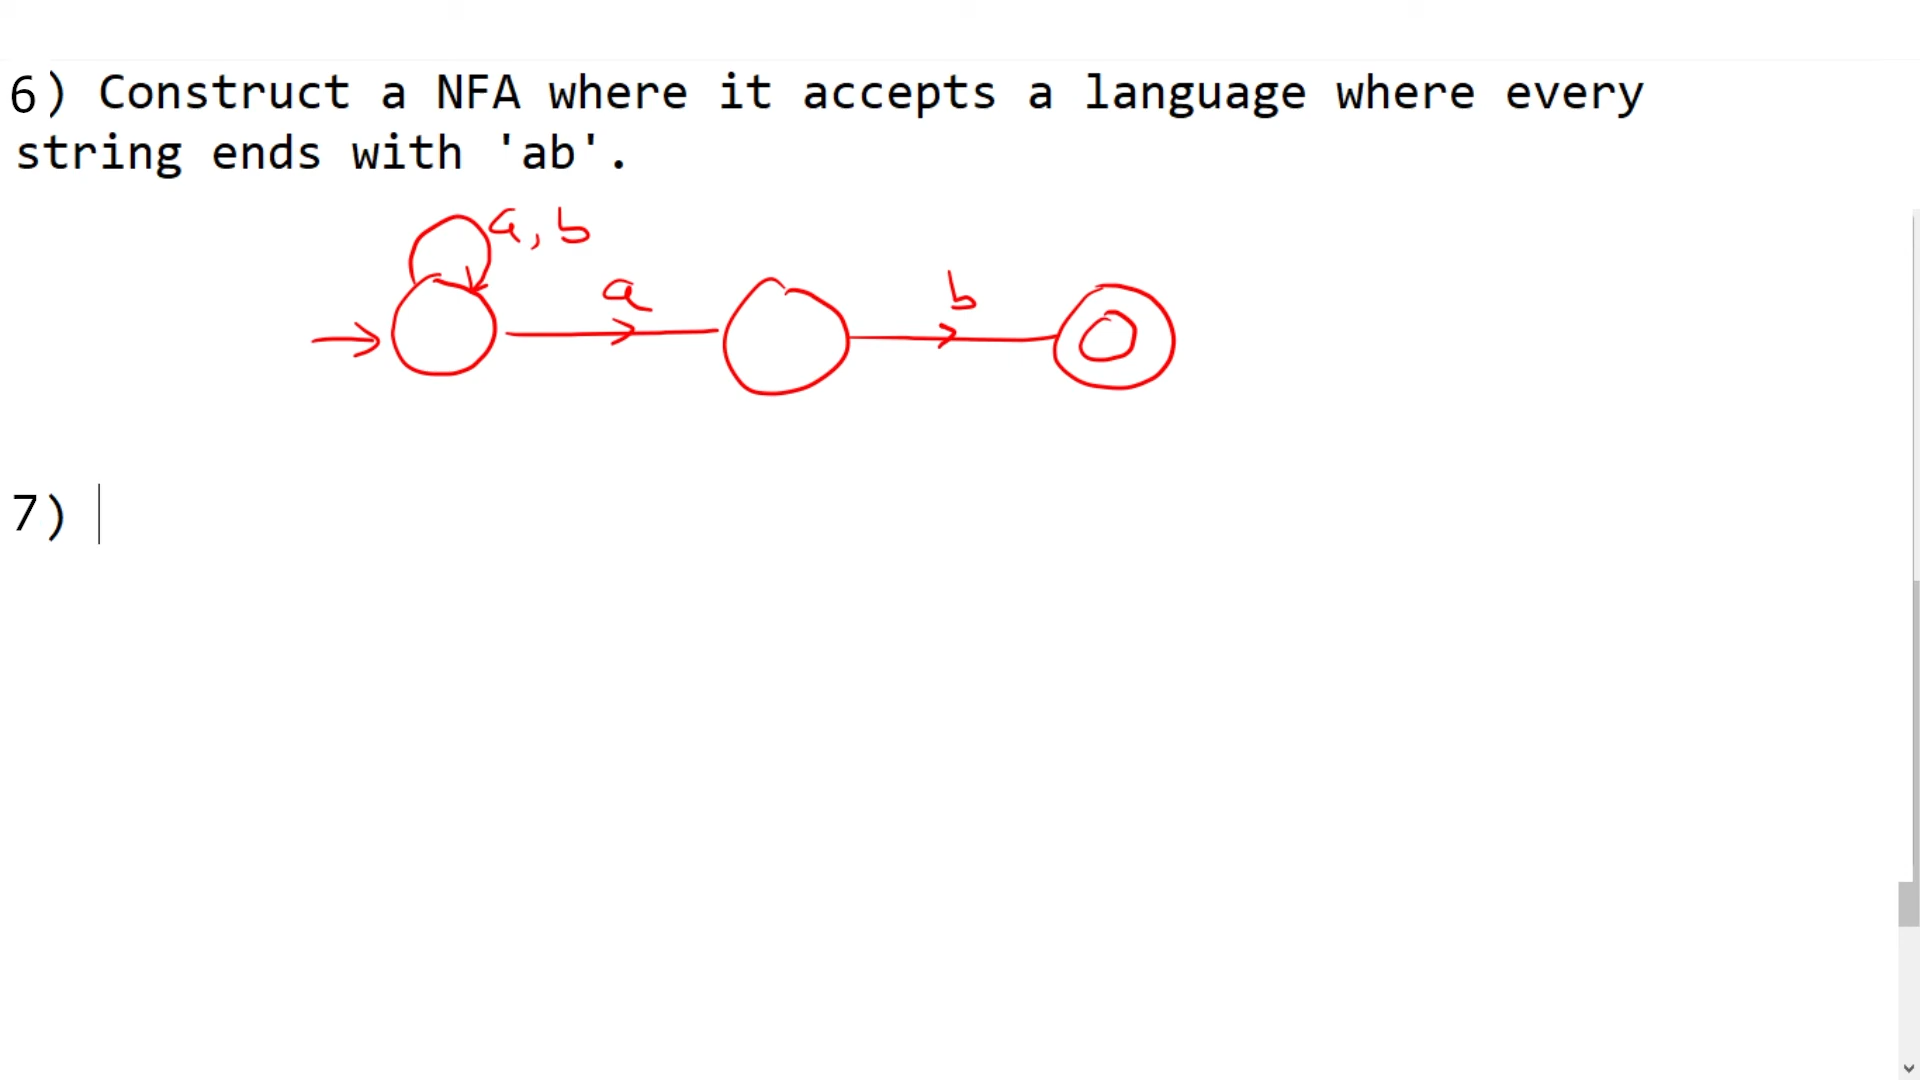 6) Construct a NFA where it accepts a language where every
string ends with 'ab'.
a, b
a
b
7)